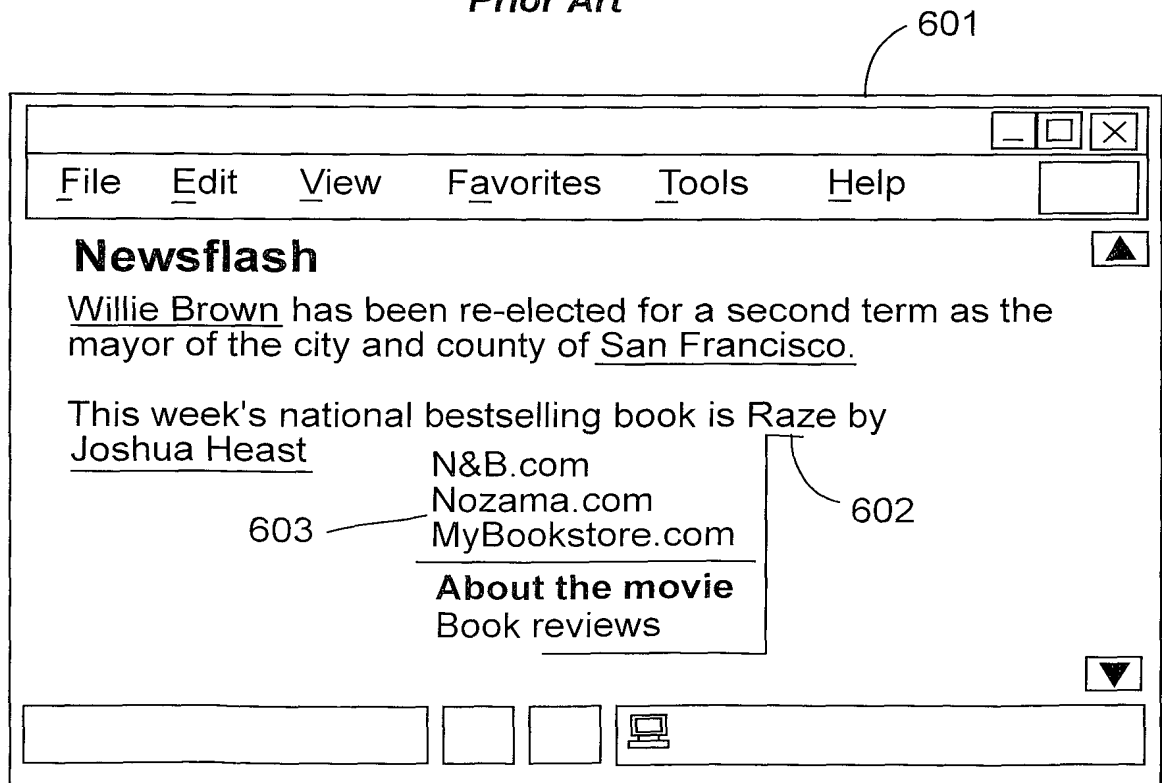 Prior Art
601
File Edit View Favorites Tools Help
Newsflash
Willie Brown has been re-elected for a second term as the
mayor of the city and county of San Francisco.
This week's national bestselling book is Raze by
Joshua Heast
N&B.com
Nozama.com
MyBookstore.com
602
603
About the movie
Book reviews